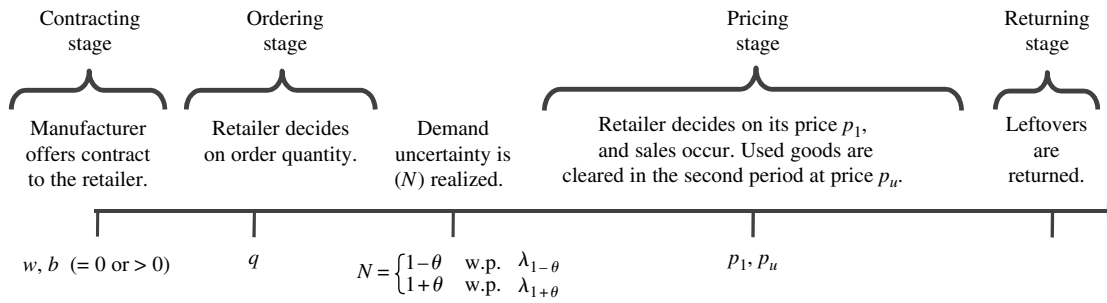 Contracting
stage
Ordering
stage
Pricing
stage
Returning
stage
Manufacturer
offers contract
to the retailer.
Retailer decides
on order quantity.
Demand
uncertainty is
(N) realized.
Retailer decides on its price p₁,
and sales occur. Used goods are
cleared in the second period at price pᵤ.
Leftovers
are
returned.
w, b (= 0 or > 0)
q
N = { 1−θ w.p. λ₁₋θ
1+θ w.p. λ₁₊θ
p₁, pᵤ